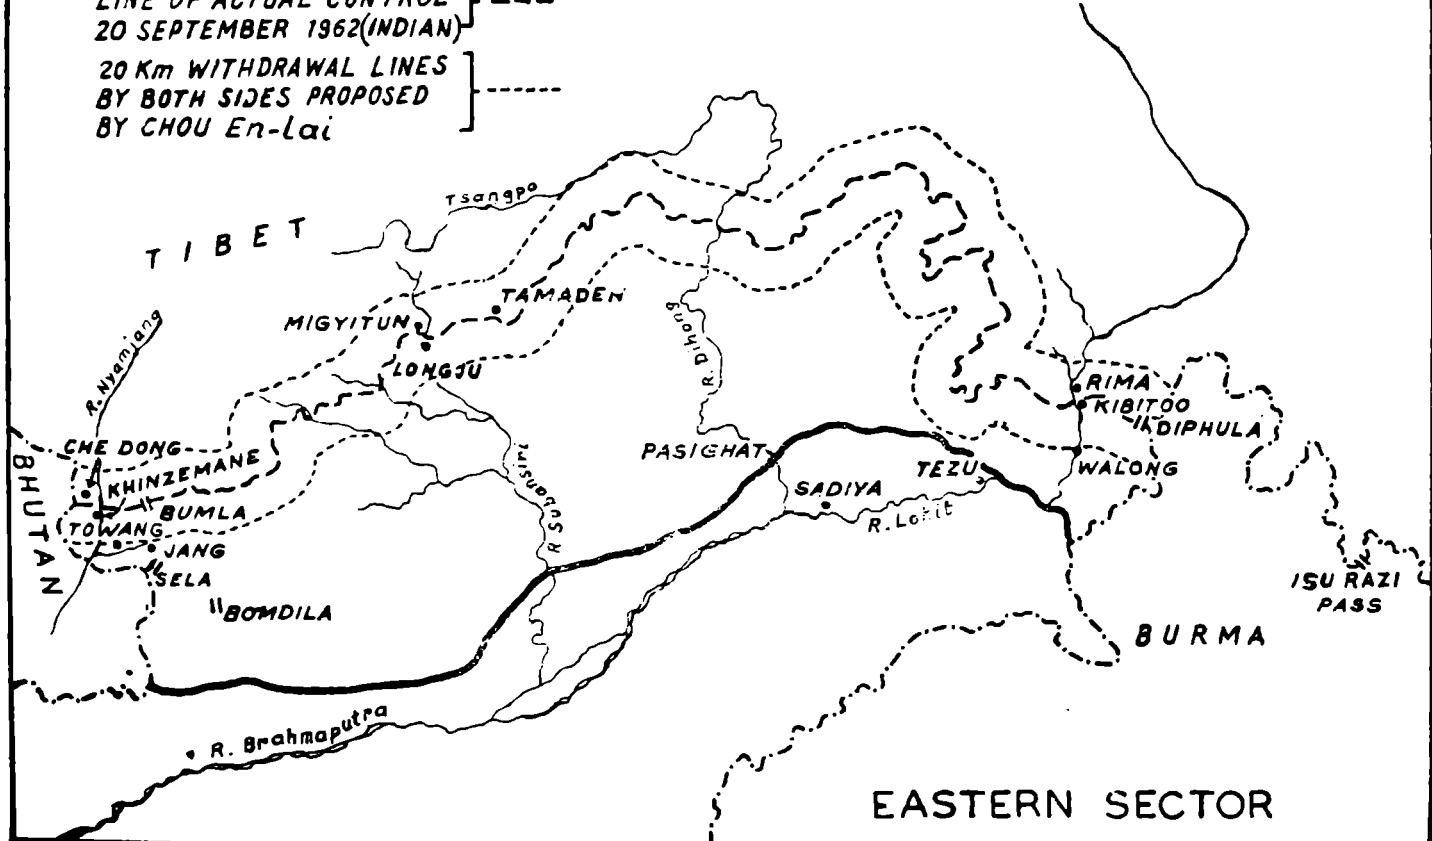 LINE OF ACTUAL CONTROL
20 SEPTEMBER 1962(INDIAN)
20 Km WITHDRAWAL LINES
BY BOTH SIDES PROPOSED
BY CHOU En-Lai
Tsangpo
TIBET
TAMADEN
MIGYITUN
R. Nyamjang
R. Dihong
LONGJU
RIMA
KIBITOO
DIPHULA
CHE DONG
KHINZEMANE
BHUTAN
BUMLA
PASIGHAT
TEZU
WALONG
SADIYA
R. Lohit
R Subansiri
TOWANG
JANG
SELA
BOMDILA
ISU RAZI
PASS
BURMA
R. Brahmaputra
EASTERN SECTOR